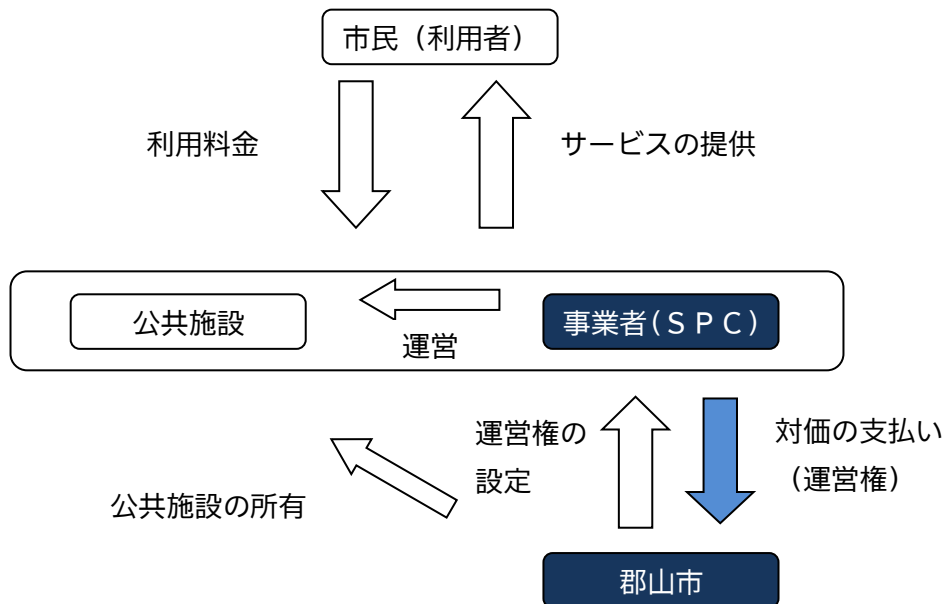 市民（利用者）
利用料金
サービスの提供
公共施設
運営
事業者(ＳＰＣ)
運営権の
設定
対価の支払い
（運営権）
公共施設の所有
郡山市